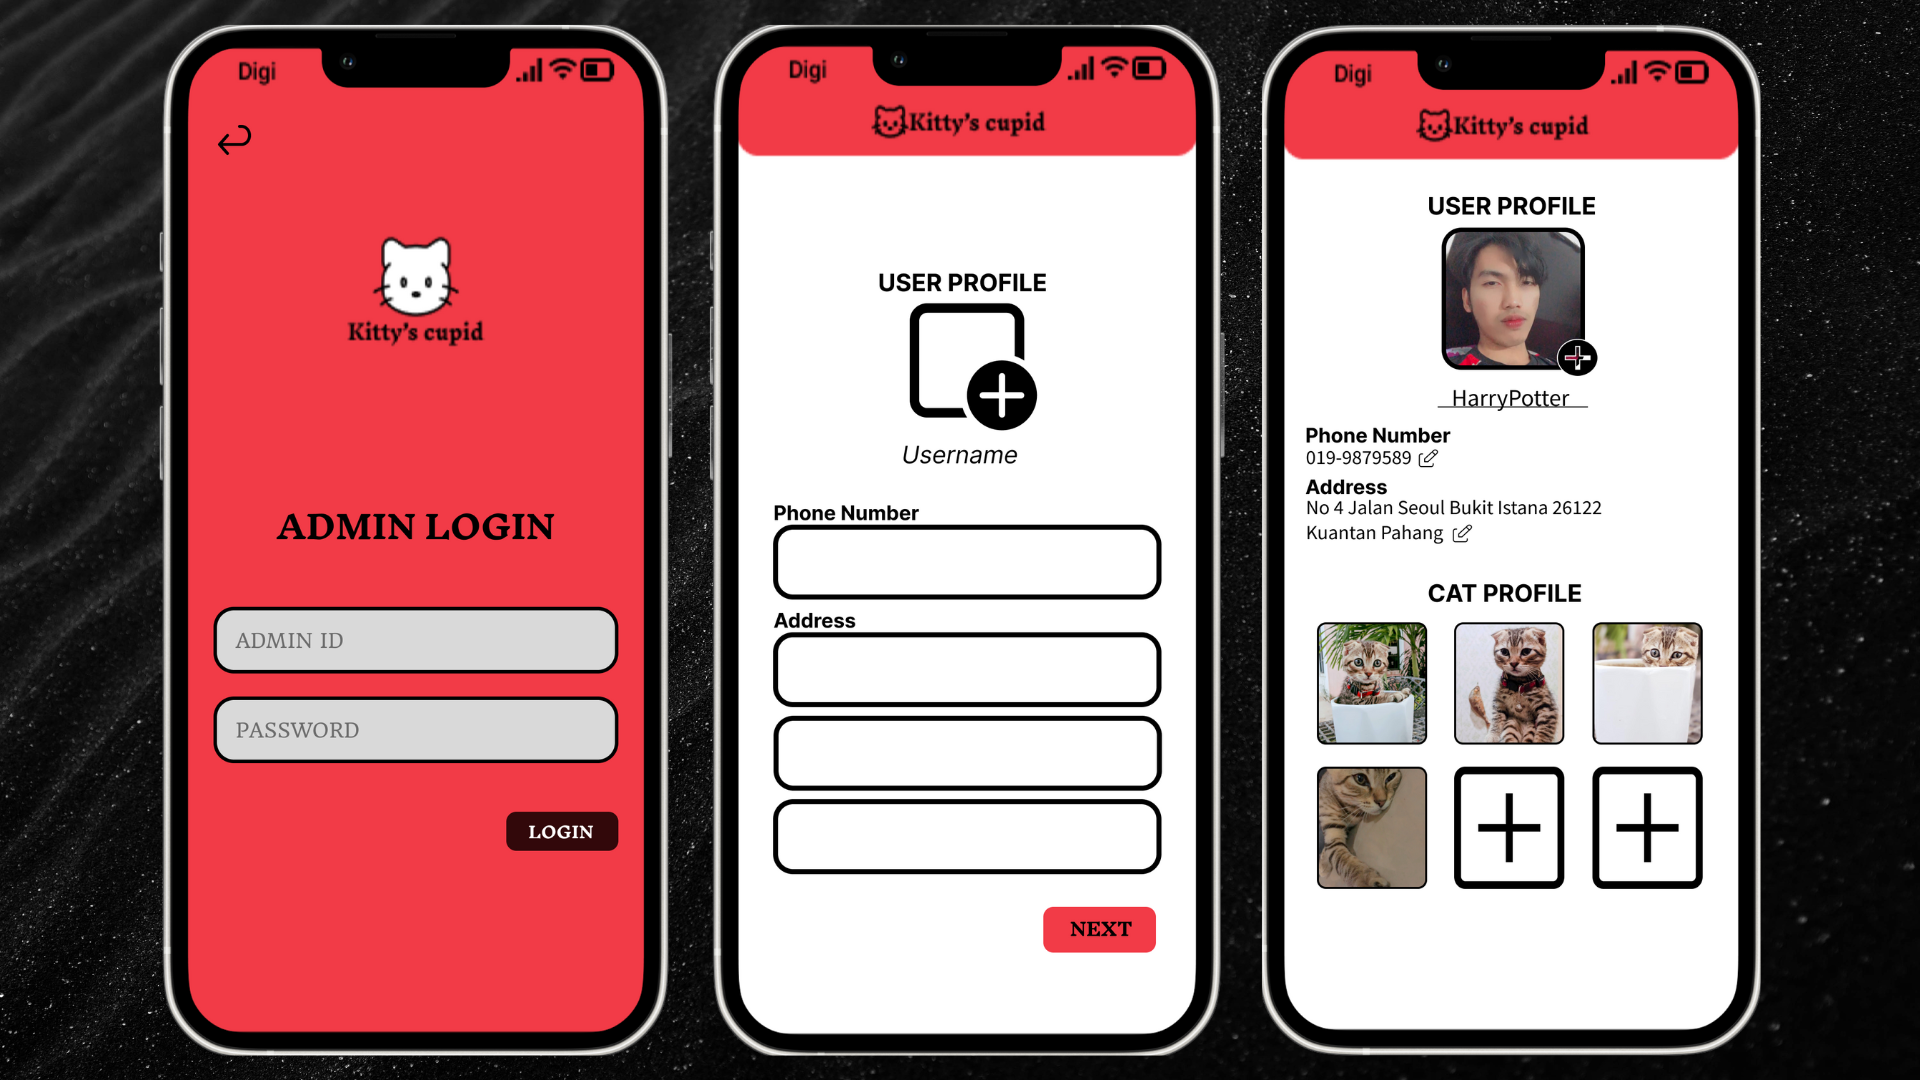 Digi
Kitty's cupid
ADMIN LOGIN
ADMIN ID
PASSWORD
LOGIN
Digi
Kitty's cupid
USER PROFILE
Username
Phone Number
Address
NEXT
Digi
Kitty's cupid
USER PROFILE
HarryPotter
Phone Number
019-9879589
Address
No 4 Jalan Seoul Bukit Istana 26122
Kuantan Pahang
CAT PROFILE